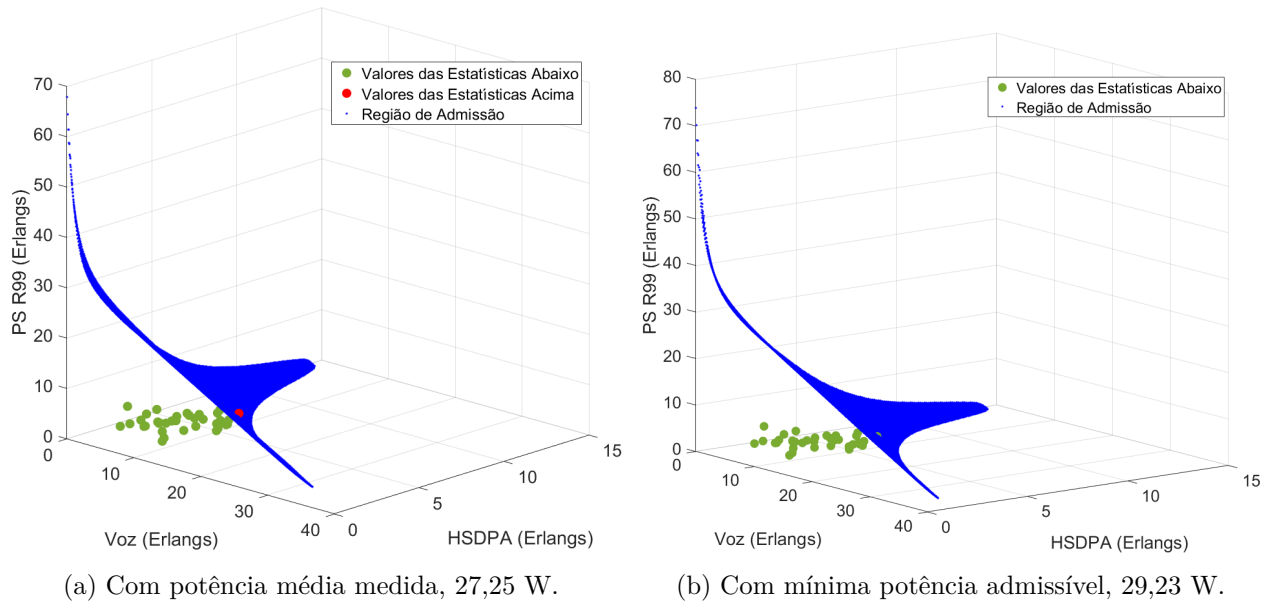 70
60
50
40
30
20
10
0
PS R99 (Erlangs)
0
10
20
30
40
Voz (Erlangs)
0
5
10
15
HSDPA (Erlangs)
Valores das Estatísticas Abaixo
Valores das Estatísticas Acima
Região de Admissão
(a) Com potência média medida, 27,25 W.
80
70
60
50
40
30
20
10
0
PS R99 (Erlangs)
0
10
20
30
40
Voz (Erlangs)
0
5
10
15
HSDPA (Erlangs)
Valores das Estatísticas Abaixo
Região de Admissão
(b) Com mínima potência admissível, 29,23 W.